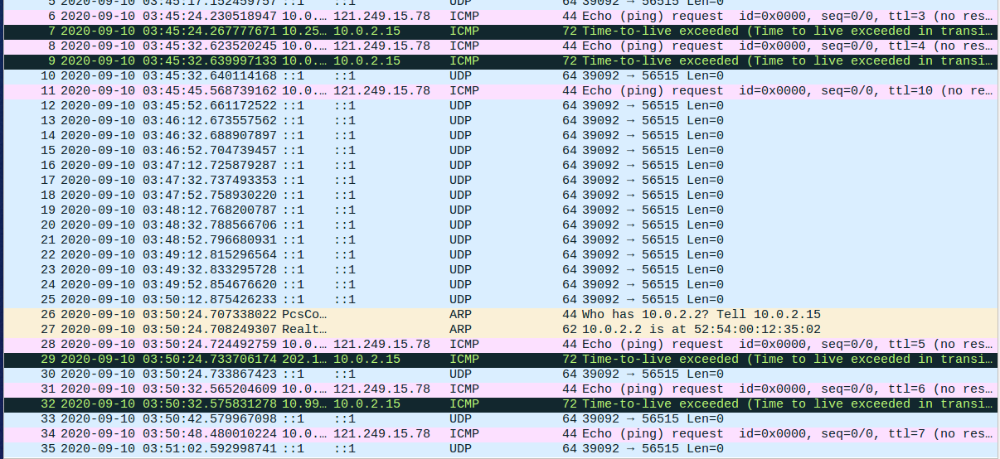 5 2020-09-10 03:45:17.152459757 ::1 ::1 UDP 64 39092 → 56515 Len=0
6 2020-09-10 03:45:24.230518947 10.0.… 121.249.15.78 ICMP 44 Echo (ping) request id=0x0000, seq=0/0, ttl=3 (no res…
7 2020-09-10 03:45:24.267777671 10.25… 10.0.2.15 ICMP 72 Time-to-live exceeded (Time to live exceeded in transi…
8 2020-09-10 03:45:32.623520245 10.0.… 121.249.15.78 ICMP 44 Echo (ping) request id=0x0000, seq=0/0, ttl=4 (no res…
9 2020-09-10 03:45:32.639997133 10.0.… 10.0.2.15 ICMP 72 Time-to-live exceeded (Time to live exceeded in transi…
10 2020-09-10 03:45:32.640114168 ::1 ::1 UDP 64 39092 → 56515 Len=0
11 2020-09-10 03:45:45.568739162 10.0.… 121.249.15.78 ICMP 44 Echo (ping) request id=0x0000, seq=0/0, ttl=10 (no re…
12 2020-09-10 03:45:52.661172522 ::1 ::1 UDP 64 39092 → 56515 Len=0
13 2020-09-10 03:46:12.673557562 ::1 ::1 UDP 64 39092 → 56515 Len=0
14 2020-09-10 03:46:32.688907897 ::1 ::1 UDP 64 39092 → 56515 Len=0
15 2020-09-10 03:46:52.704739457 ::1 ::1 UDP 64 39092 → 56515 Len=0
16 2020-09-10 03:47:12.725879287 ::1 ::1 UDP 64 39092 → 56515 Len=0
17 2020-09-10 03:47:32.737493353 ::1 ::1 UDP 64 39092 → 56515 Len=0
18 2020-09-10 03:47:52.758930220 ::1 ::1 UDP 64 39092 → 56515 Len=0
19 2020-09-10 03:48:12.768200787 ::1 ::1 UDP 64 39092 → 56515 Len=0
20 2020-09-10 03:48:32.788566706 ::1 ::1 UDP 64 39092 → 56515 Len=0
21 2020-09-10 03:48:52.796680931 ::1 ::1 UDP 64 39092 → 56515 Len=0
22 2020-09-10 03:49:12.815296564 ::1 ::1 UDP 64 39092 → 56515 Len=0
23 2020-09-10 03:49:32.833295728 ::1 ::1 UDP 64 39092 → 56515 Len=0
24 2020-09-10 03:49:52.854676620 ::1 ::1 UDP 64 39092 → 56515 Len=0
25 2020-09-10 03:50:12.875426233 ::1 ::1 UDP 64 39092 → 56515 Len=0
26 2020-09-10 03:50:24.707338022 PcsCo… ARP 44 Who has 10.0.2.2? Tell 10.0.2.15
27 2020-09-10 03:50:24.708249307 Realt… ARP 62 10.0.2.2 is at 52:54:00:12:35:02
28 2020-09-10 03:50:24.724492759 10.0.… 121.249.15.78 ICMP 44 Echo (ping) request id=0x0000, seq=0/0, ttl=5 (no res…
29 2020-09-10 03:50:24.733706174 202.1… 10.0.2.15 ICMP 72 Time-to-live exceeded (Time to live exceeded in transi…
30 2020-09-10 03:50:24.733867423 ::1 ::1 UDP 64 39092 → 56515 Len=0
31 2020-09-10 03:50:32.565204609 10.0.… 121.249.15.78 ICMP 44 Echo (ping) request id=0x0000, seq=0/0, ttl=6 (no res…
32 2020-09-10 03:50:32.575831278 10.99… 10.0.2.15 ICMP 72 Time-to-live exceeded (Time to live exceeded in transi…
33 2020-09-10 03:50:42.579967098 ::1 ::1 UDP 64 39092 → 56515 Len=0
34 2020-09-10 03:50:48.480010224 10.0.… 121.249.15.78 ICMP 44 Echo (ping) request id=0x0000, seq=0/0, ttl=7 (no res…
35 2020-09-10 03:51:02.592998741 ::1 ::1 UDP 64 39092 → 56515 Len=0